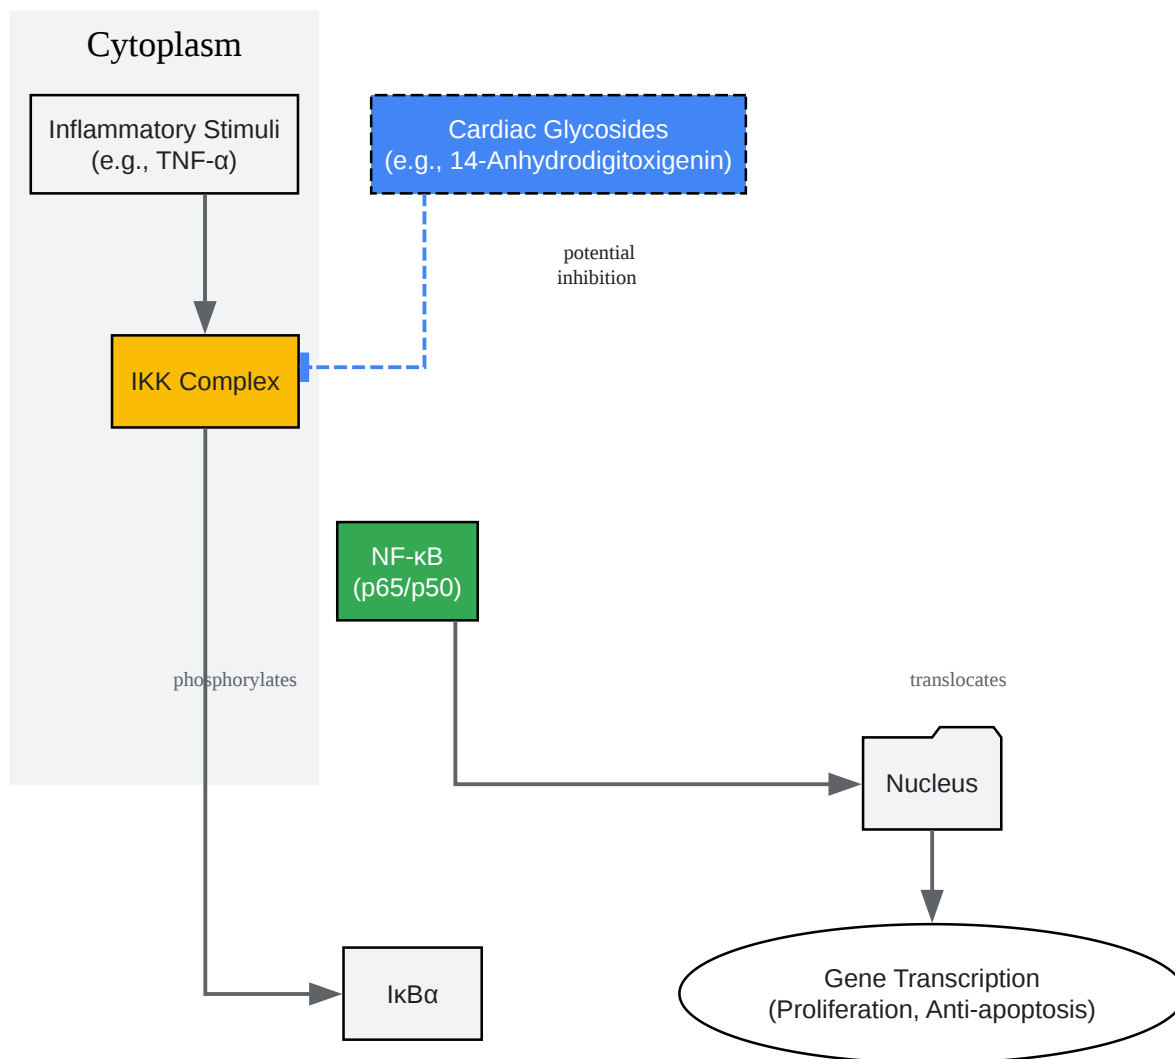 Cytoplasm
Inflammatory Stimuli
(e.g., TNF-α)
Cardiac Glycosides
(e.g., 14-Anhydrodigitoxigenin)
potential
inhibition
IKK Complex
NF-κB
(p65/p50)
phosphorylates
translocates
Nucleus
IκBα
Gene Transcription
(Proliferation, Anti-apoptosis)